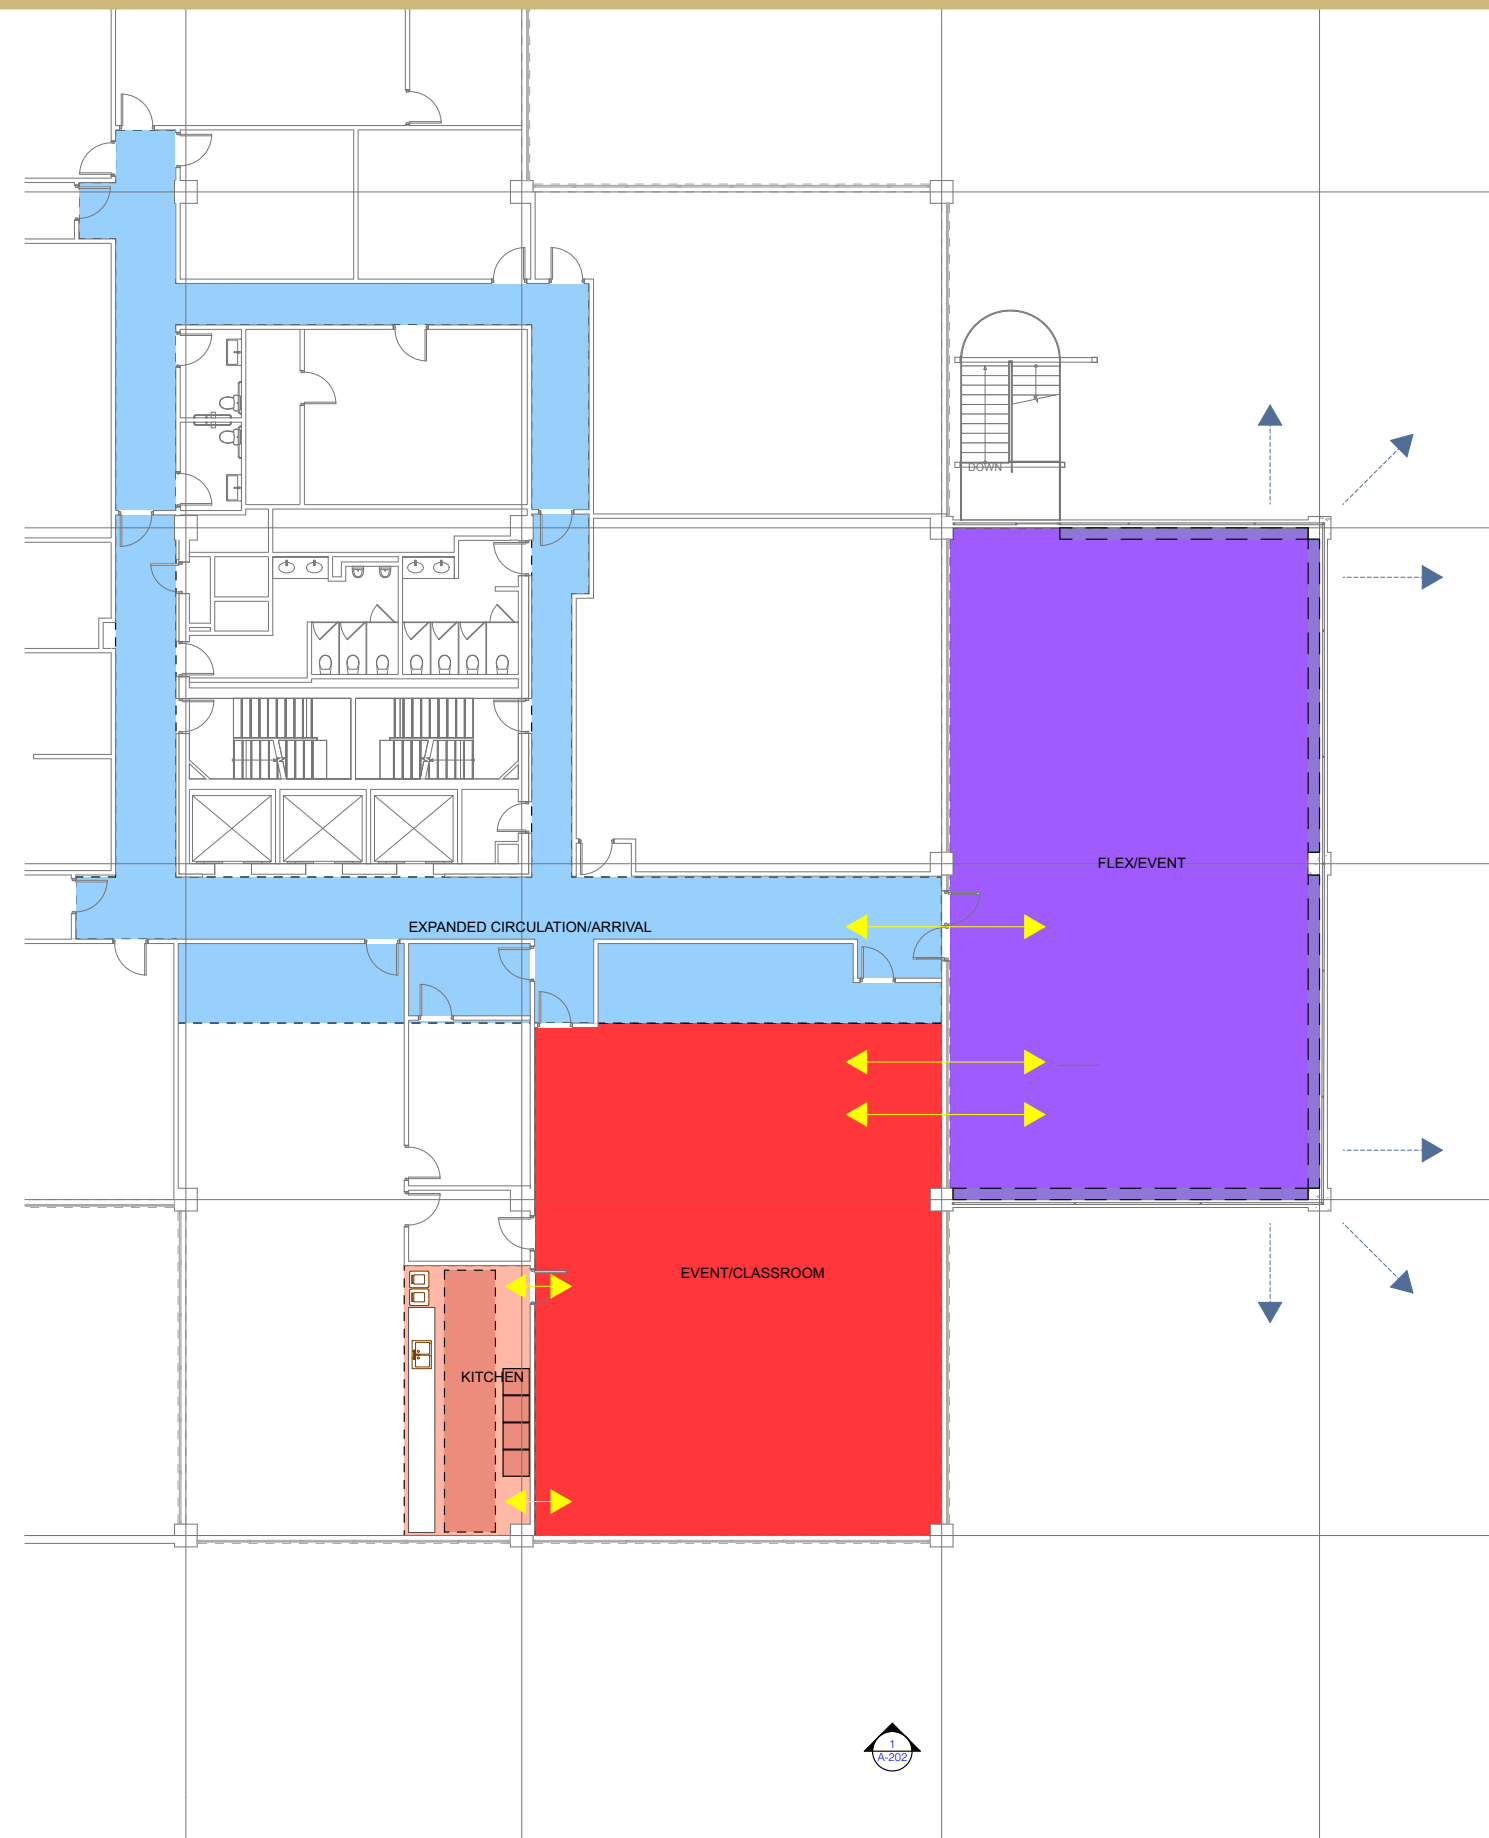 DOWN
FLEX/EVENT
EXPANDED CIRCULATION/ARRIVAL
EVENT/CLASSROOM
KITCHEN
1
A-202